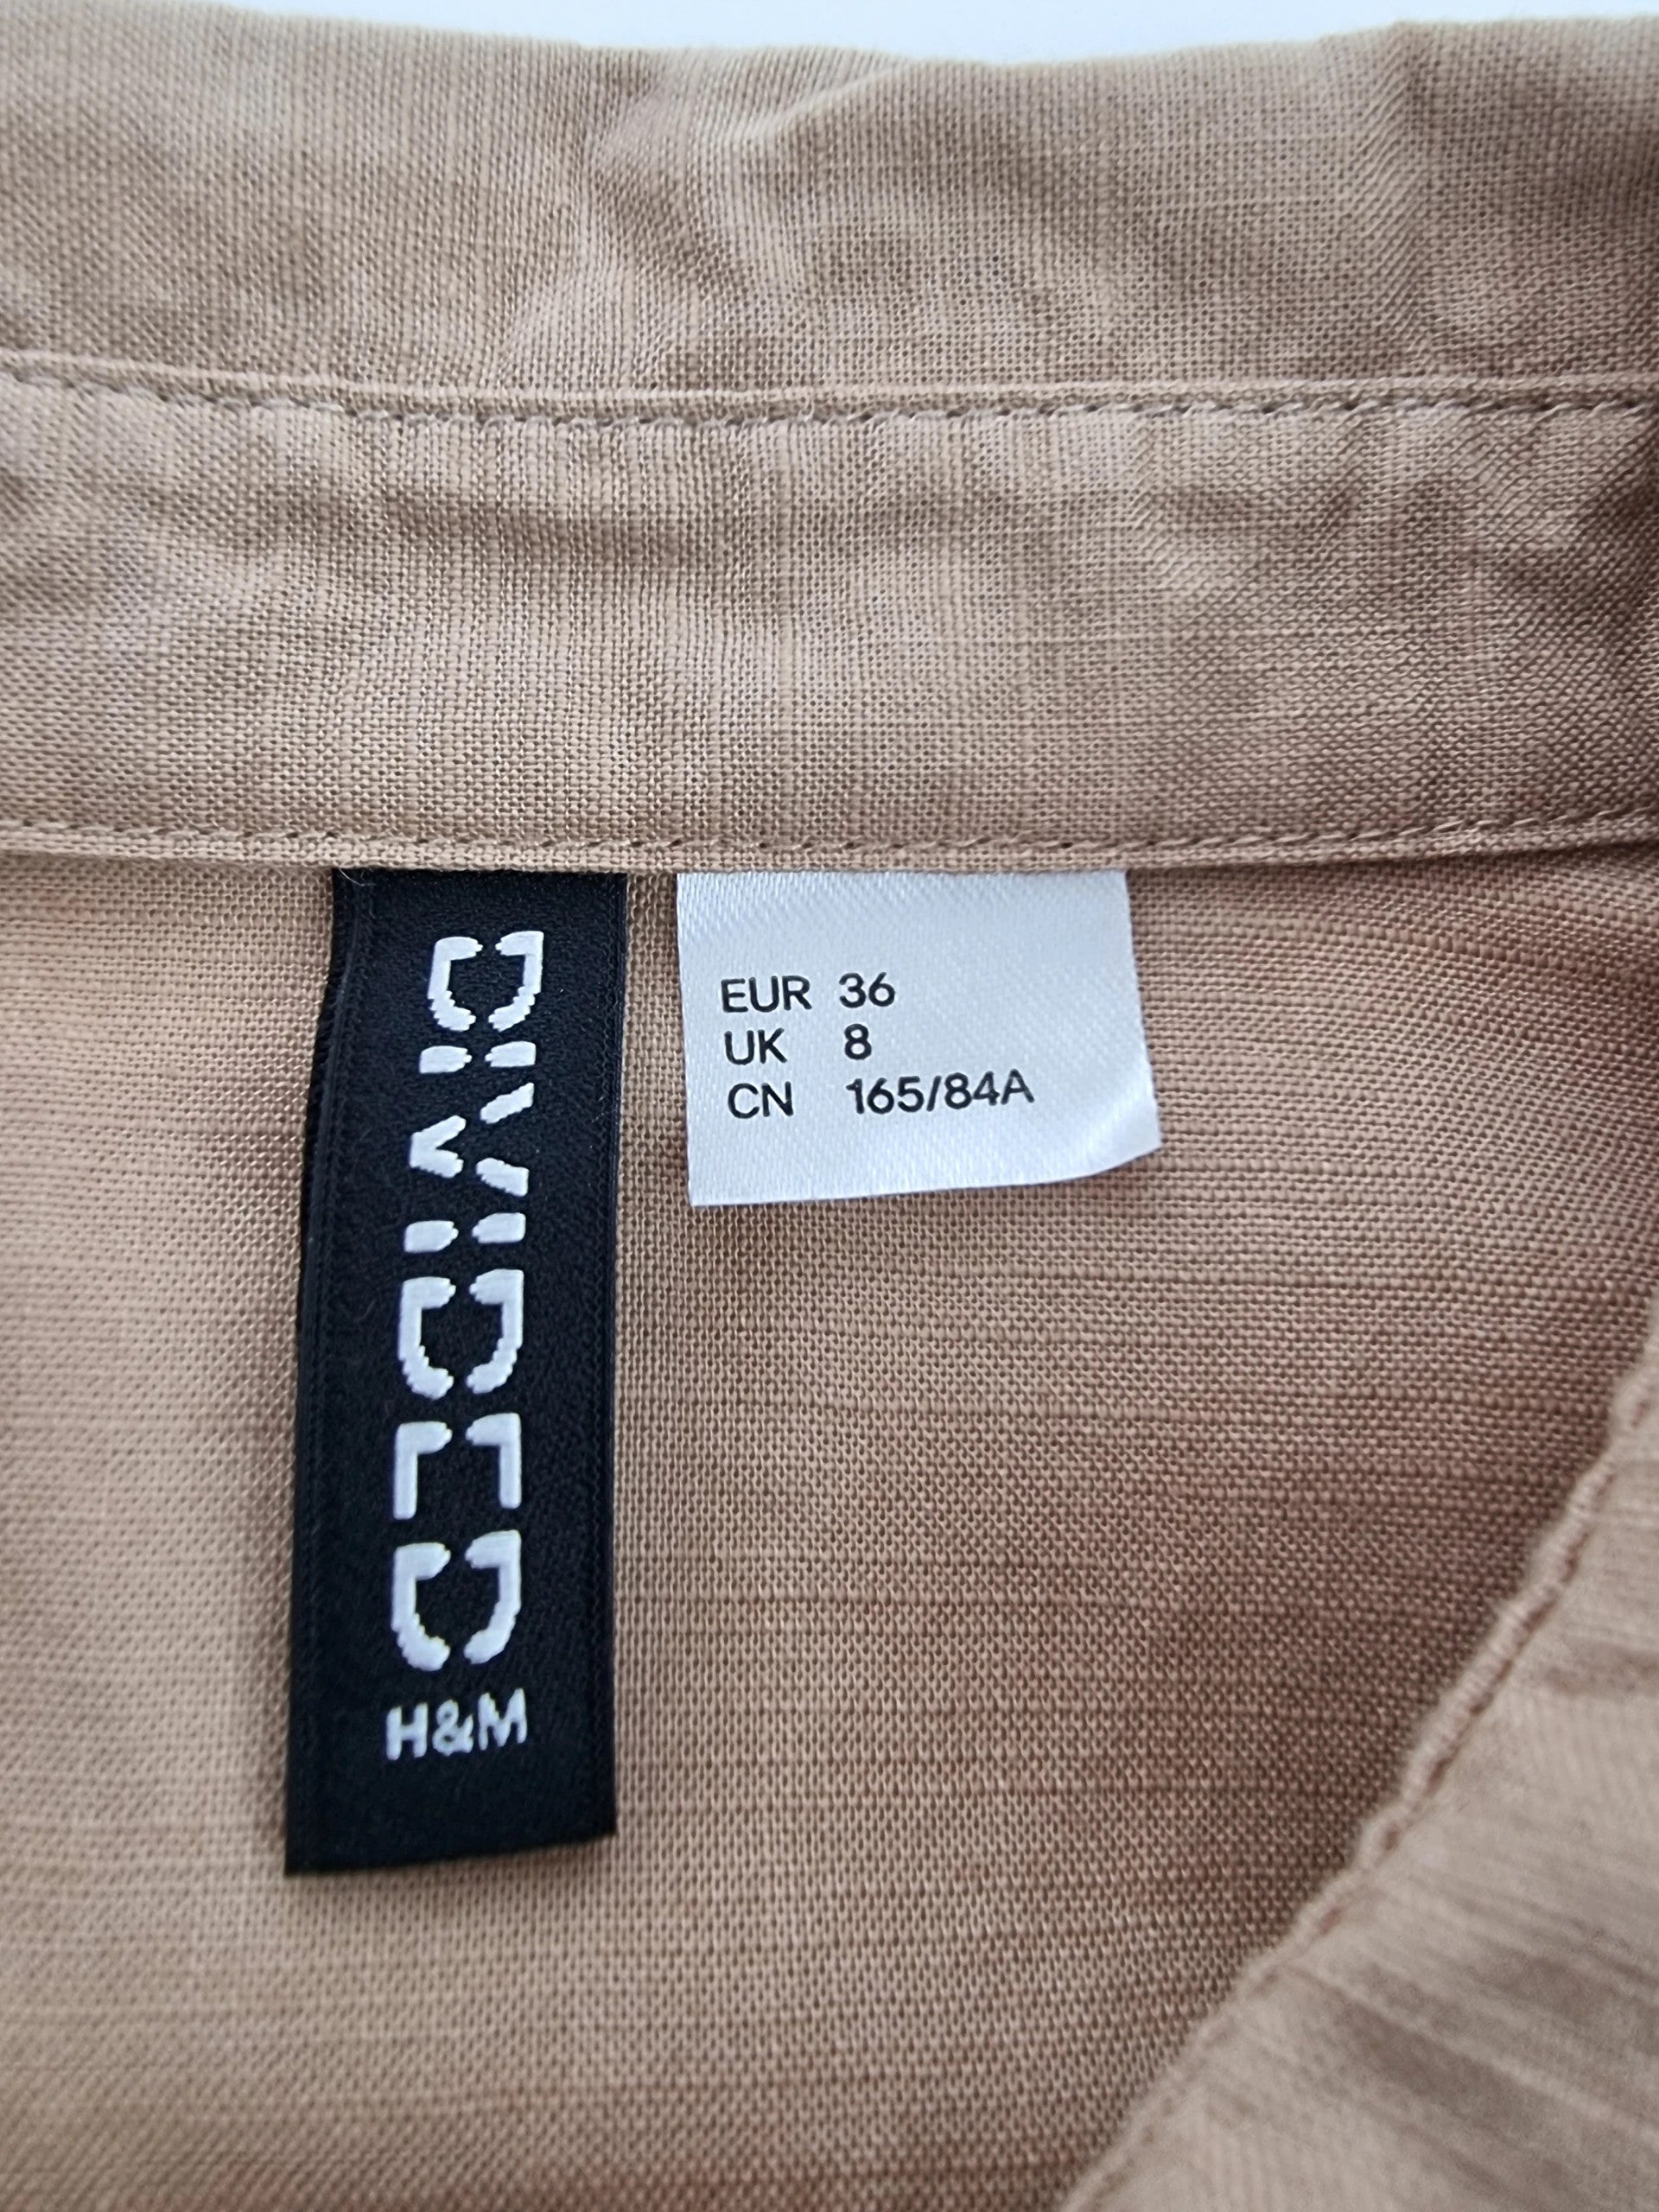 DIVIDED
H&M
EUR 36
UK 8
CN 165/84A